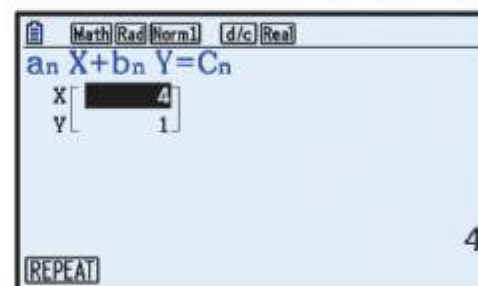 Math Rad Norm1 d/c Real
an X+bn Y=Cn
X[ 4]
Y[ 1]
4
REPEAT